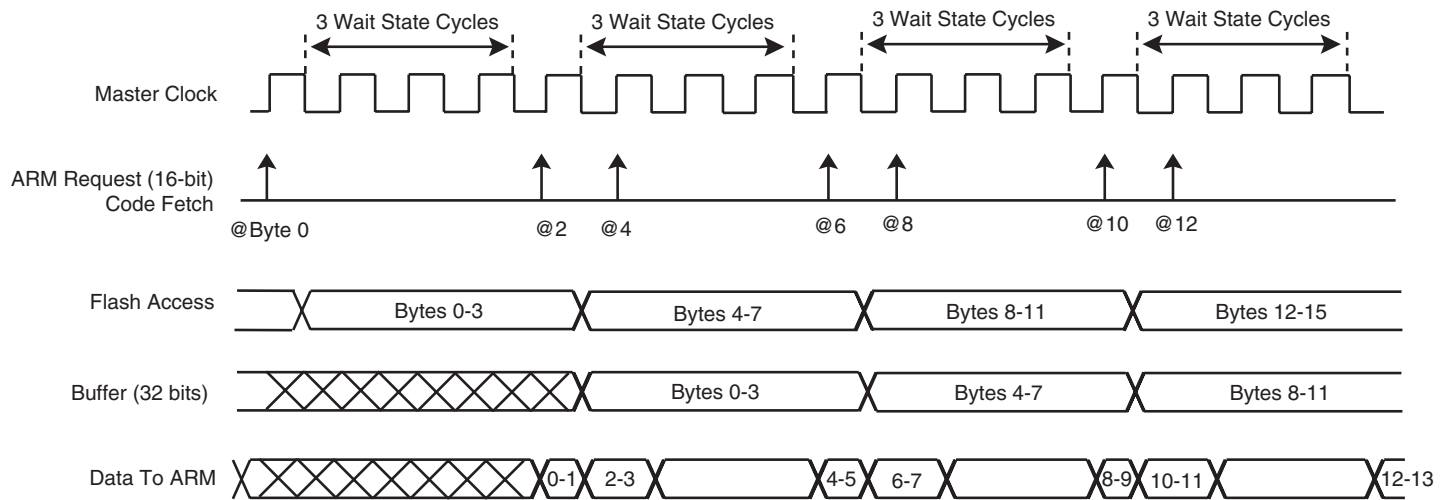 3 Wait State Cycles
3 Wait State Cycles
3 Wait State Cycles
3 Wait State Cycles
Master Clock
ARM Request (16-bit)
Code Fetch
@Byte 0
@2
@4
@6
@8
@10
@12
Flash Access
Bytes 0-3
Bytes 4-7
Bytes 8-11
Bytes 12-15
Buffer (32 bits)
Bytes 0-3
Bytes 4-7
Bytes 8-11
Data To ARM
0-1
2-3
4-5
6-7
8-9
10-11
12-13